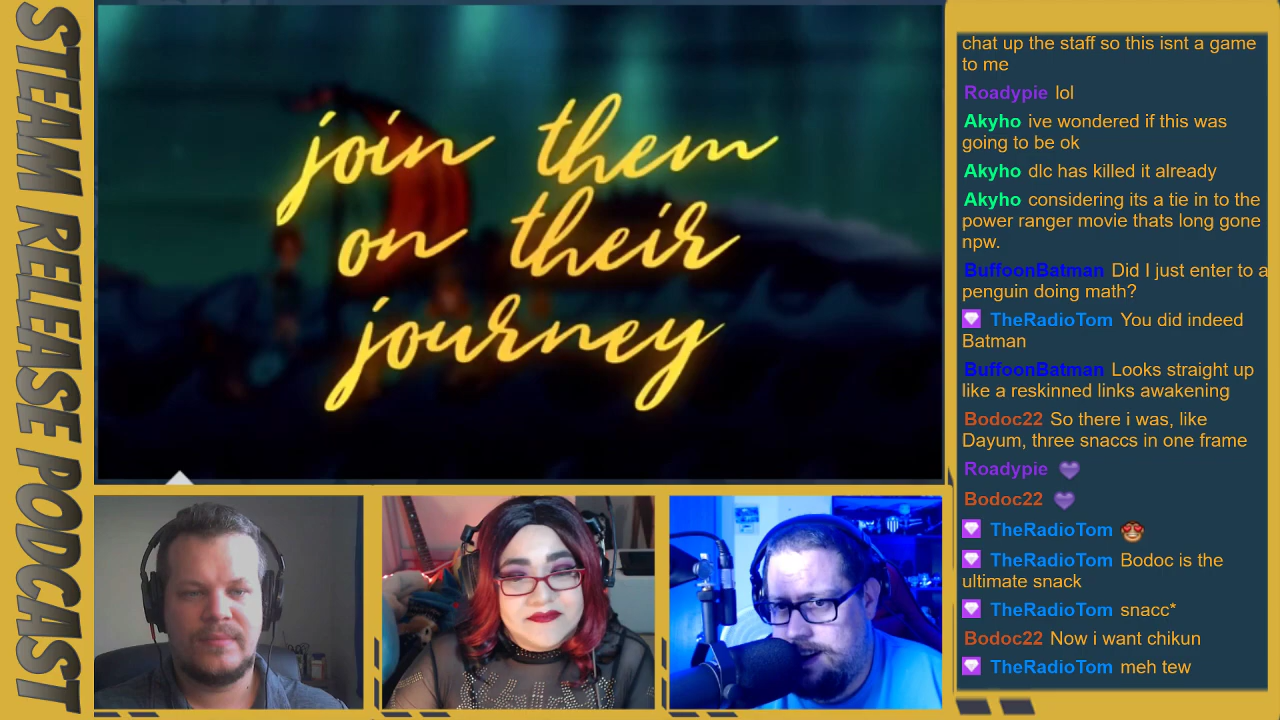 STEAM RELEASE PODCAST
join them
on their
journey
chat up the staff so this isnt a game
to me
Roadypie lol
Akyho ive wondered if this was
going to be ok
Akyho dlc has killed it already
Akyho considering its a tie in to the
power ranger movie thats long gone
npw.
BuffoonBatman Did I just enter to a
penguin doing math?
TheRadioTom You did indeed
Batman
BuffoonBatman Looks straight up
like a reskinned links awakening
Bodoc22 So there i was, like
Dayum, three snaccs in one frame
Roadypie
Bodoc22
TheRadioTom
TheRadioTom Bodoc is the
ultimate snack
TheRadioTom snacc*
Bodoc22 Now i want chikun
TheRadioTom meh tew